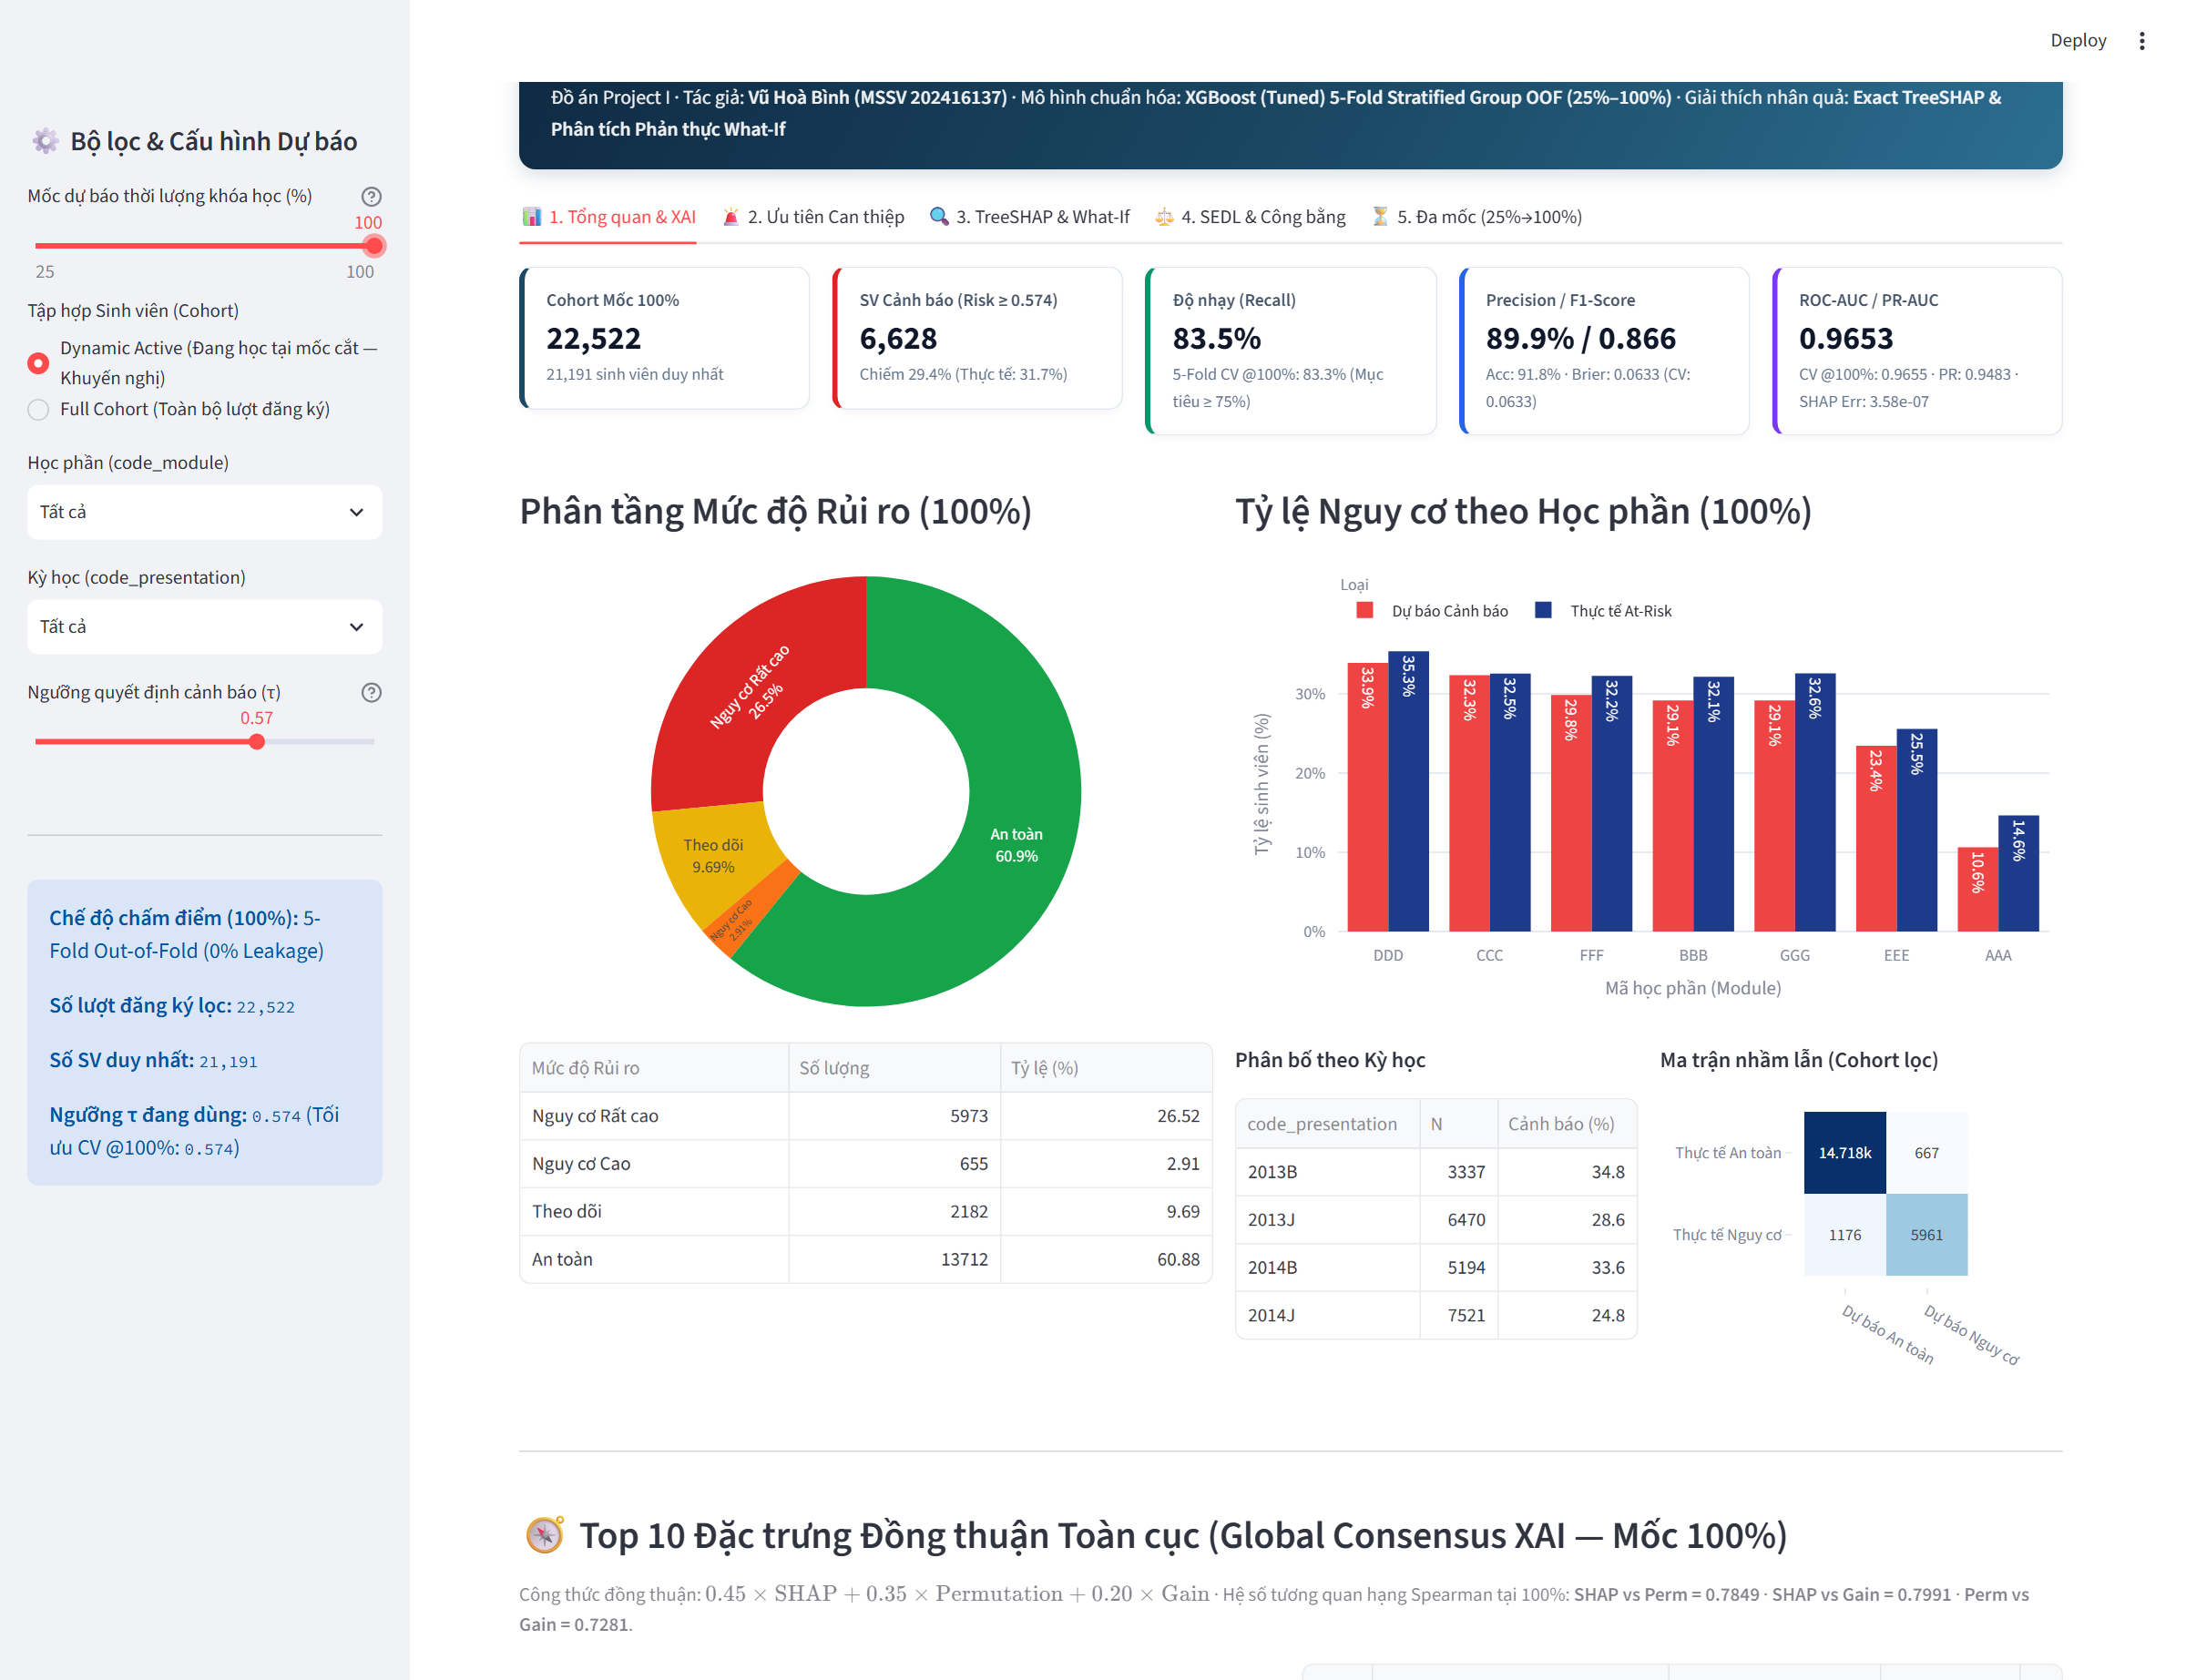 Deploy
Bộ lọc & Cấu hình Dự báo
Mốc dự báo thời lượng khóa học (%)
100
25
100
Tập hợp Sinh viên (Cohort)
Dynamic Active (Đang học tại mốc cắt —
Khuyến nghị)
Full Cohort (Toàn bộ lượt đăng ký)
Học phần (code_module)
Tất cả
Kỳ học (code_presentation)
Tất cả
Ngưỡng quyết định cảnh báo (τ)
0.57
Chế độ chấm điểm (100%): 5-
Fold Out-of-Fold (0% Leakage)
Số lượt đăng ký lọc: 22,522
Số SV duy nhất: 21,191
Ngưỡng τ đang dùng: 0.574 (Tối
ưu CV @100%: 0.574)
Đồ án Project I · Tác giả: Vũ Hoà Bình (MSSV 202416137) · Mô hình chuẩn hóa: XGBoost (Tuned) 5-Fold Stratified Group OOF (25%–100%) · Giải thích nhân quả: Exact TreeSHAP &
Phân tích Phản thực What-If
1. Tổng quan & XAI
2. Ưu tiên Can thiệp
3. TreeSHAP & What-If
4. SEDL & Công bằng
5. Đa mốc (25%→100%)
Cohort Mốc 100%
22,522
21,191 sinh viên duy nhất
SV Cảnh báo (Risk ≥ 0.574)
6,628
Chiếm 29.4% (Thực tế: 31.7%)
Độ nhạy (Recall)
83.5%
5-Fold CV @100%: 83.3% (Mục
tiêu ≥ 75%)
Precision / F1-Score
89.9% / 0.866
Acc: 91.8% · Brier: 0.0633 (CV:
0.0633)
ROC-AUC / PR-AUC
0.9653
CV @100%: 0.9655 · PR: 0.9483 ·
SHAP Err: 3.58e-07
Phân tầng Mức độ Rủi ro (100%)
Nguy cơ Rất cao
26.5%
Theo dõi
9.69%
Nguy cơ Cao
2.91%
An toàn
60.9%
Tỷ lệ Nguy cơ theo Học phần (100%)
Loại
Dự báo Cảnh báo
Thực tế At-Risk
Tỷ lệ sinh viên (%)
30%
20%
10%
0%
33.9%
35.3%
32.3%
32.5%
29.8%
32.2%
29.1%
32.1%
29.1%
32.6%
23.4%
25.5%
10.6%
14.6%
DDD
CCC
FFF
BBB
GGG
EEE
AAA
Mã học phần (Module)
Mức độ Rủi ro Số lượng Tỷ lệ (%)
Nguy cơ Rất cao 5973 26.52
Nguy cơ Cao 655 2.91
Theo dõi 2182 9.69
An toàn 13712 60.88
Phân bố theo Kỳ học
code_presentation N Cảnh báo (%)
2013B 3337 34.8
2013J 6470 28.6
2014B 5194 33.6
2014J 7521 24.8
Ma trận nhầm lẫn (Cohort lọc)
Thực tế An toàn 14.718k 667
Thực tế Nguy cơ 1176 5961
Dự báo An toàn
Dự báo Nguy cơ
Top 10 Đặc trưng Đồng thuận Toàn cục (Global Consensus XAI — Mốc 100%)
Công thức đồng thuận: 0.45 × SHAP + 0.35 × Permutation + 0.20 × Gain · Hệ số tương quan hạng Spearman tại 100%: SHAP vs Perm = 0.7849 · SHAP vs Gain = 0.7991 · Perm vs
Gain = 0.7281.